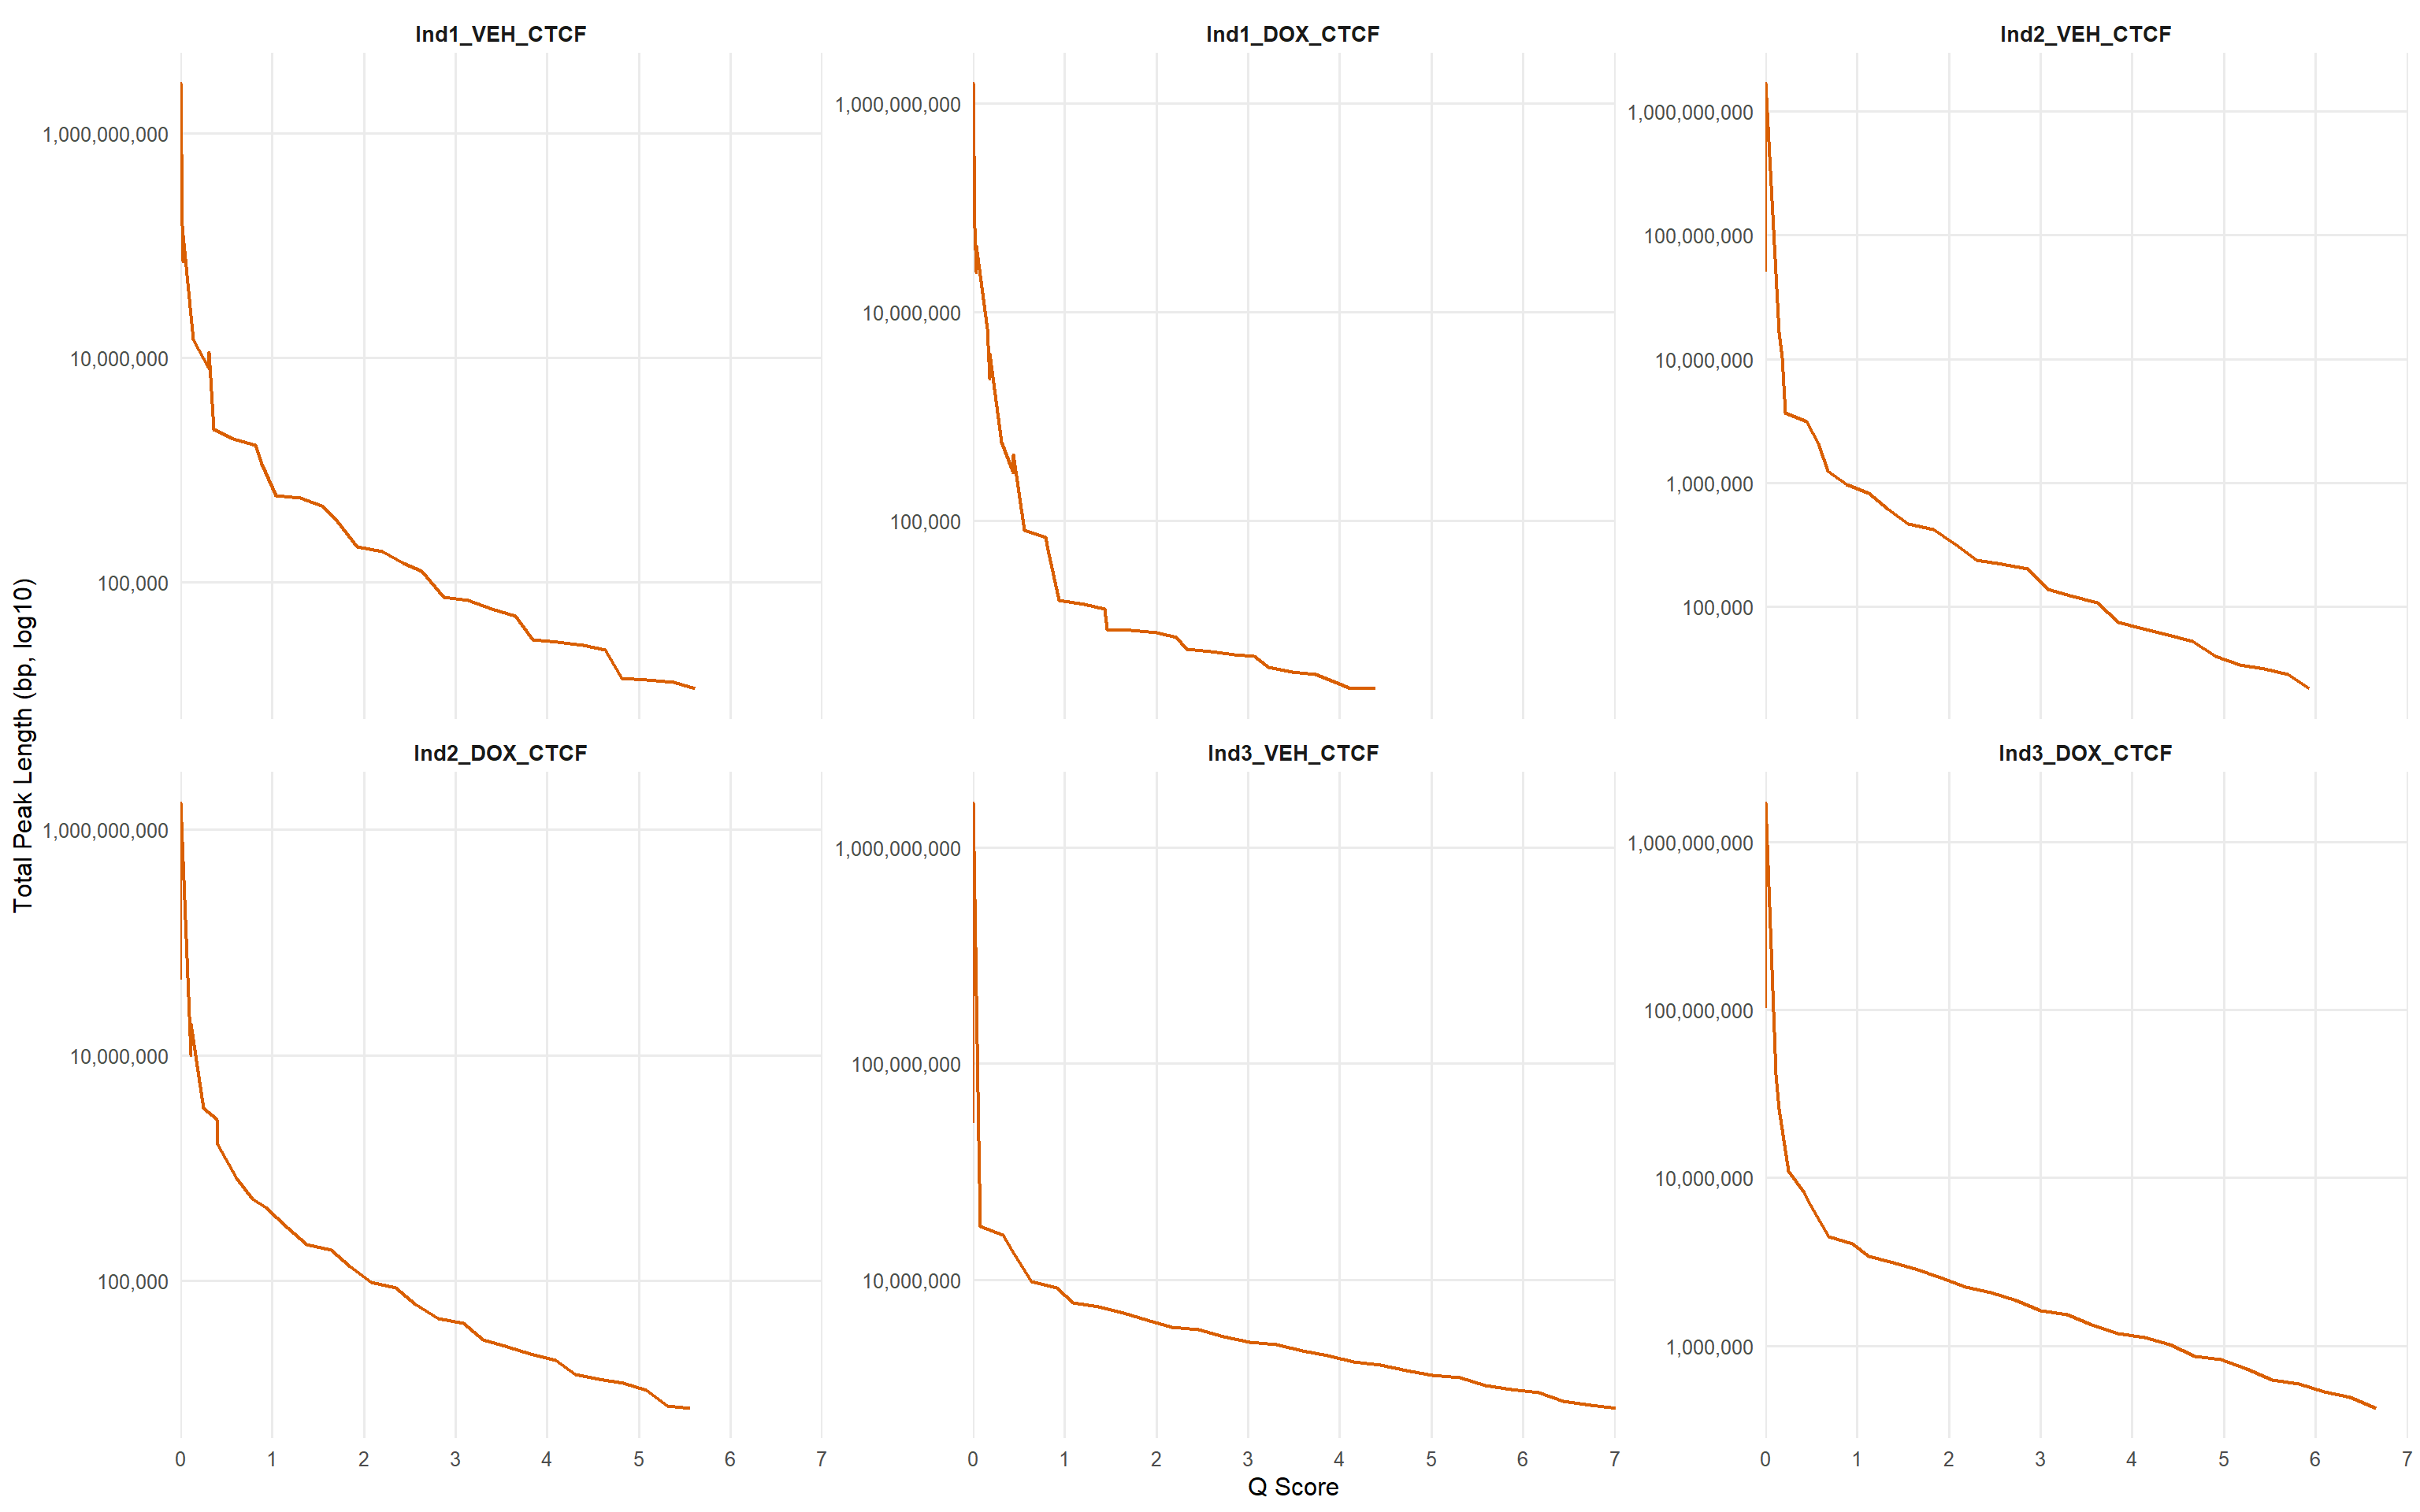 Ind1_VEH_CTCF
Ind1_DOX_CTCF
Ind2_VEH_CTCF
1,000,000,000
10,000,000
100,000
1,000,000,000
10,000,000
100,000
1,000,000,000
100,000,000
10,000,000
1,000,000
100,000
Total Peak Length (bp, log10)
Ind2_DOX_CTCF
Ind3_VEH_CTCF
Ind3_DOX_CTCF
1,000,000,000
10,000,000
100,000
1,000,000,000
100,000,000
10,000,000
1,000,000,000
100,000,000
10,000,000
1,000,000
0 1 2 3 4 5 6 7
0 1 2 3 4 5 6 7
0 1 2 3 4 5 6 7
Q Score